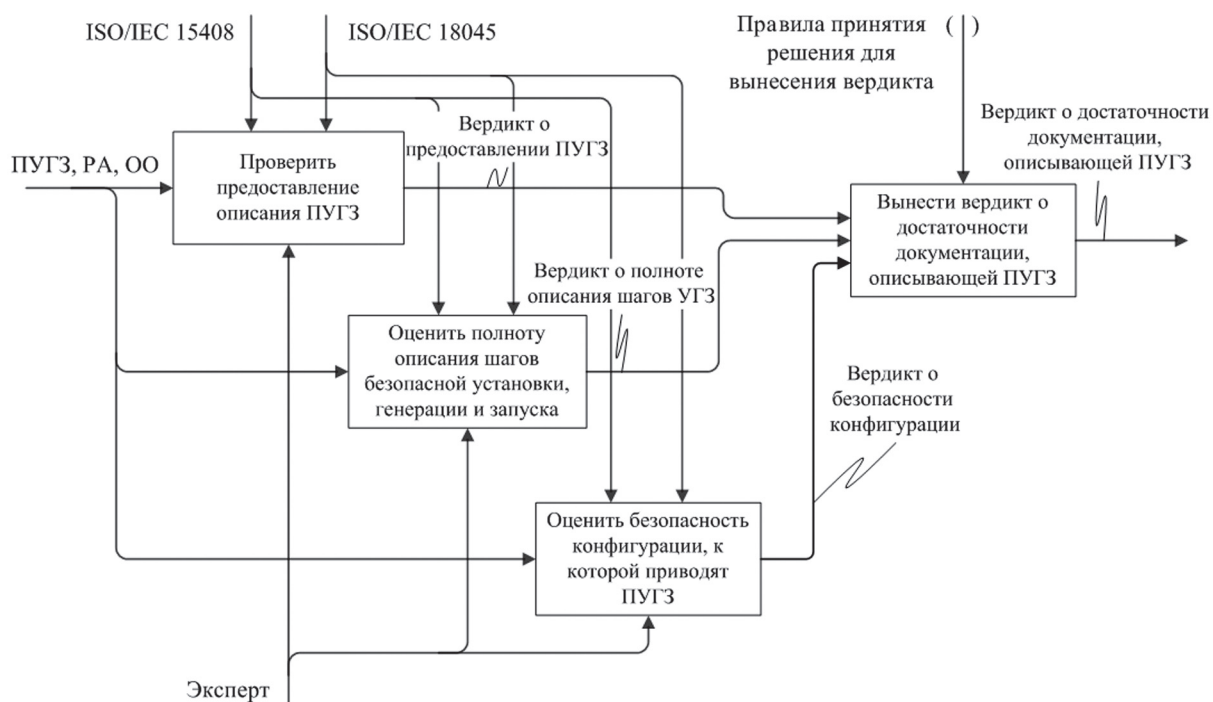 ISO/IEC 15408
ISO/IEC 18045
Правила принятия ( )
решения для
вынесения вердикта
Вердикт о достаточности
документации,
описывающей ПУГЗ
ПУГЗ, РА, ОО
Проверить
предоставление
описания ПУГЗ
Вердикт о
предоставлении ПУГЗ
Вынести вердикт о
достаточности
документации,
описывающей ПУГЗ
Вердикт о полноте
описания шагов УГЗ
Оценить полноту
описания шагов
безопасной установки,
генерации и запуска
Вердикт о
безопасности
конфигурации
Оценить безопасность
конфигурации, к
которой приводят
ПУГЗ
Эксперт